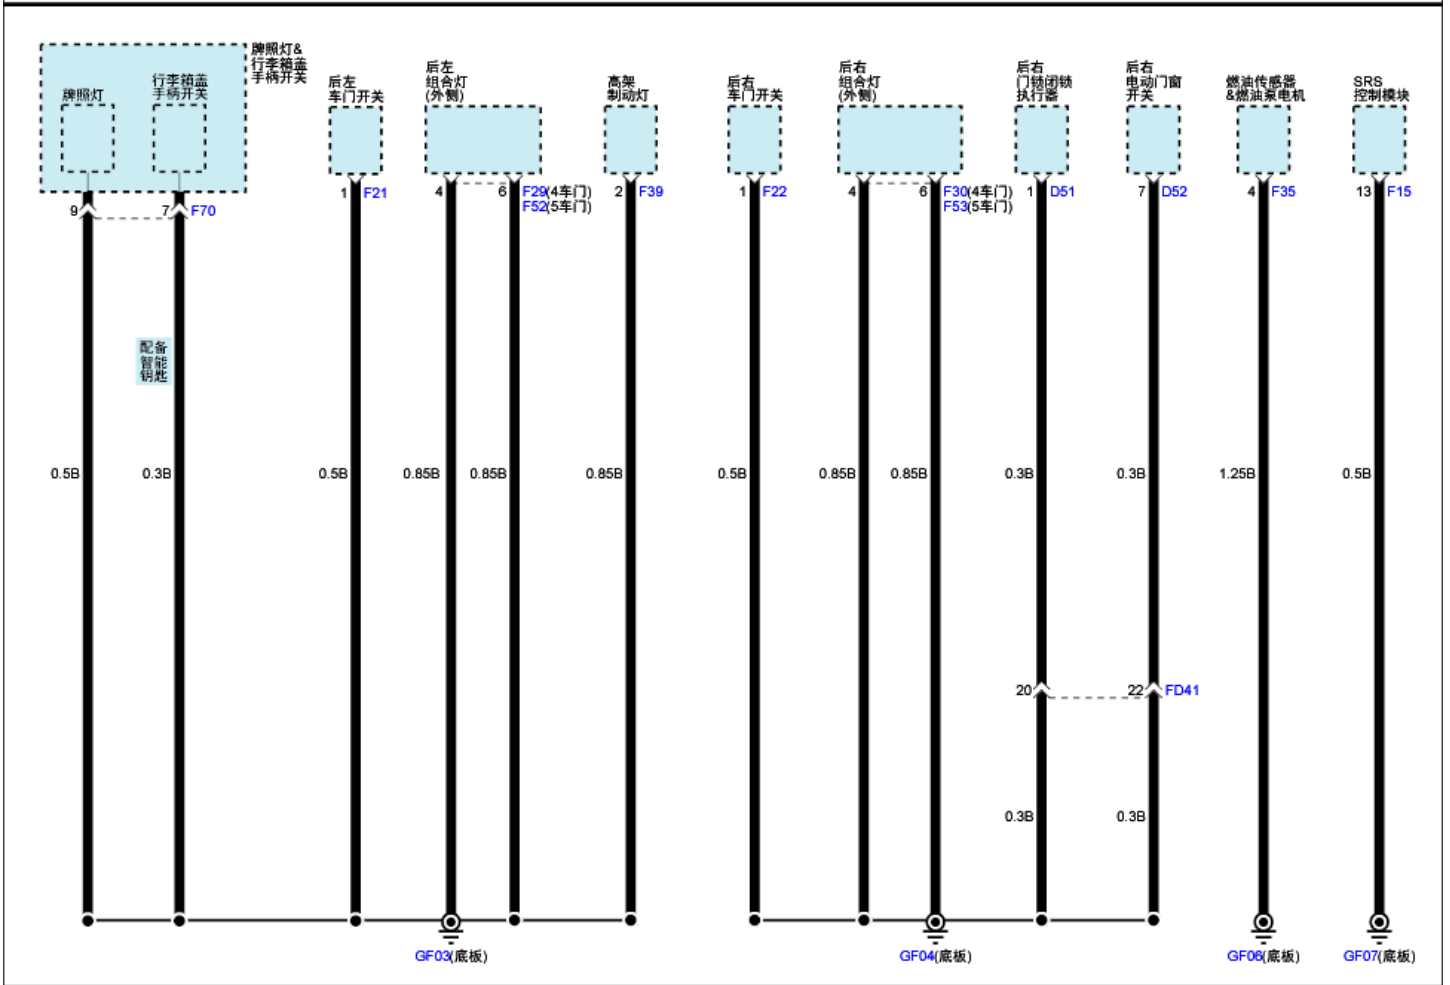 牌照灯&
行李箱盖
手柄开关
牌照灯
行李箱盖
手柄开关
后左
车门开关
后左
组合灯
(外侧)
高架
制动灯
后右
车门开关
后右
组合灯
(外侧)
后右
门锁闭锁
执行器
后右
电动门窗
开关
燃油传感器
&燃油泵电机
SRS
控制模块
9
7 F70
1 F21
4
6 F29(4车门)
F52(5车门)
2 F39
1 F22
4
6 F30(4车门)
F53(5车门)
1 D51
7 D52
4 F35
13 F15
配备
智能
钥匙
0.5B
0.3B
0.5B
0.85B
0.85B
0.85B
0.5B
0.85B
0.85B
0.3B
0.3B
1.25B
0.5B
20
22 FD41
0.3B
0.3B
GF03(底板)
GF04(底板)
GF06(底板)
GF07(底板)